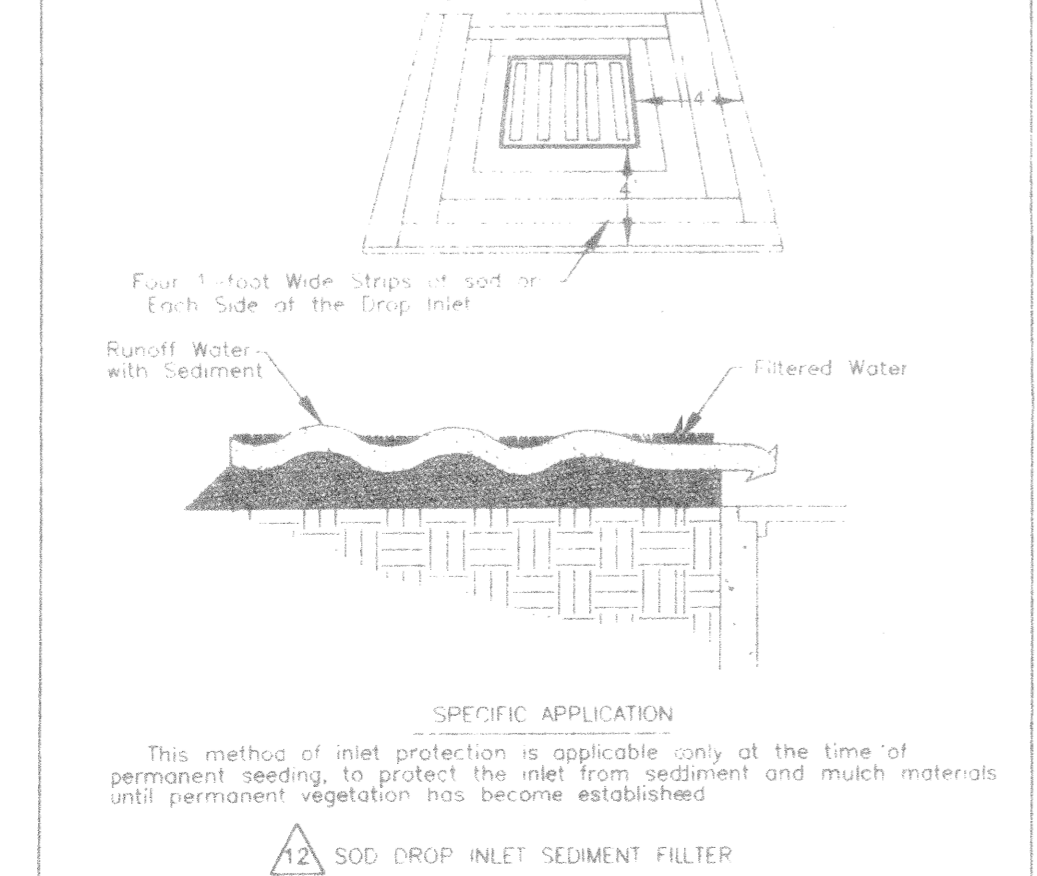 4'
4'
Four 1-foot Wide Strips of sod on
Each Side of the Drop Inlet
Runoff Water
with Sediment
Filtered Water
SPECIFIC APPLICATION
This method of inlet protection is applicable only at the time of
permanent seeding, to protect the inlet from seddiment and mulch materials
until permanent vegetation has become establisheed
12 SOD DROP INLET SEDIMENT FILLTER